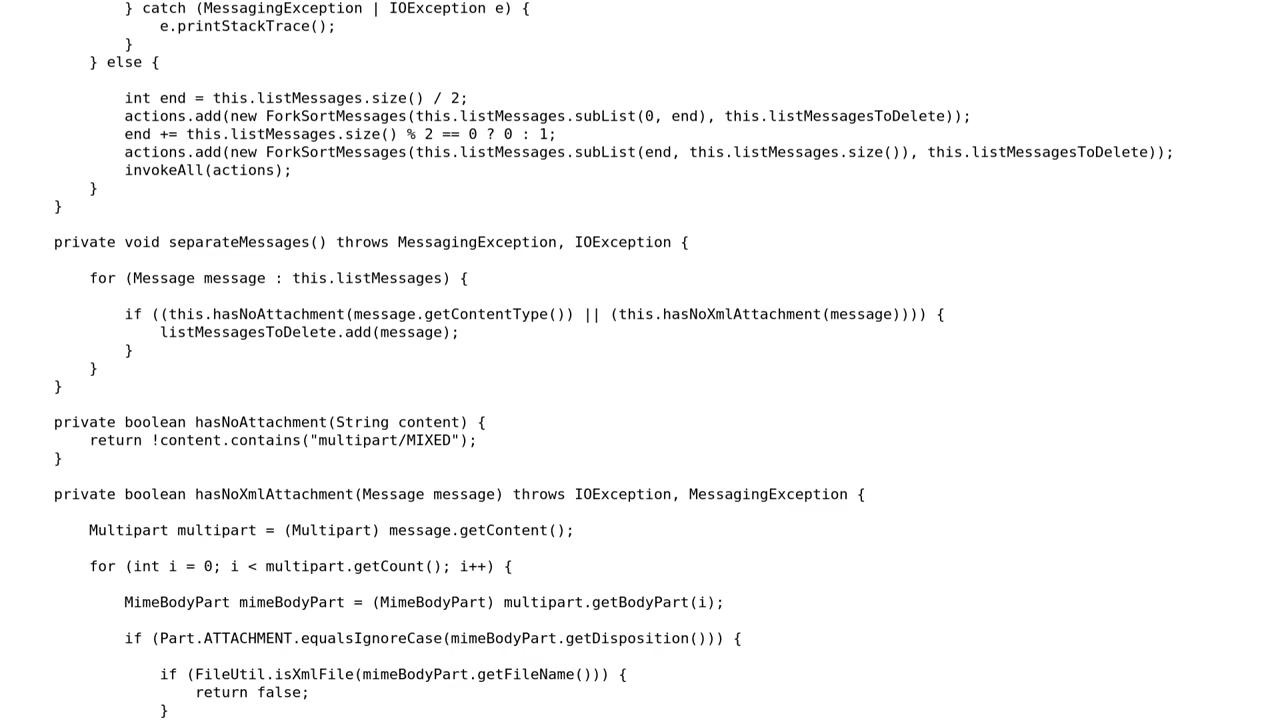 } catch (MessagingException | IOException e) {
e.printStackTrace();
}
} else {
int end = this.listMessages.size() / 2;
actions.add(new ForkSortMessages(this.listMessages.subList(0, end), this.listMessagesToDelete));
end += this.listMessages.size() % 2 == 0 ? 0 : 1;
actions.add(new ForkSortMessages(this.listMessages.subList(end, this.listMessages.size()), this.listMessagesToDelete));
invokeAll(actions);
}
}
private void separateMessages() throws MessagingException, IOException {
for (Message message : this.listMessages) {
if ((this.hasNoAttachment(message.getContentType()) || (this.hasNoXmlAttachment(message)))) {
listMessagesToDelete.add(message);
}
}
}
private boolean hasNoAttachment(String content) {
return !content.contains("multipart/MIXED");
}
private boolean hasNoXmlAttachment(Message message) throws IOException, MessagingException {
Multipart multipart = (Multipart) message.getContent();
for (int i = 0; i < multipart.getCount(); i++) {
MimeBodyPart mimeBodyPart = (MimeBodyPart) multipart.getBodyPart(i);
if (Part.ATTACHMENT.equalsIgnoreCase(mimeBodyPart.getDisposition())) {
if (FileUtil.isXmlFile(mimeBodyPart.getFileName())) {
return false;
}